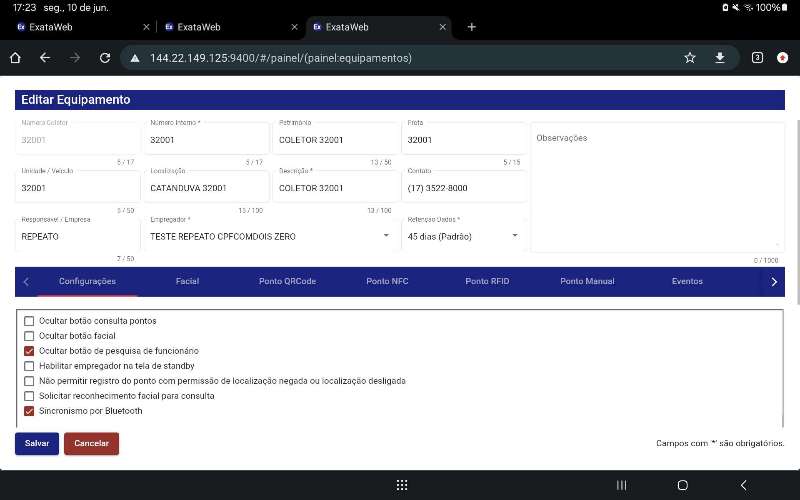 17:23 seg., 10 de jun. 100%
ExataWeb ExataWeb ExataWeb
144.22.149.125:9400/#/painel/(painel:equipamentos) 3
Editar Equipamento
Número Coletor Número Interno * Patrimônio Frota
32001 32001 COLETOR 32001 32001 Observações
5 / 17 5 / 17 13 / 50 5 / 15
Unidade / Veículo Localização Descrição * Contato
32001 CATANDUVA 32001 COLETOR 32001 (17) 3522-8000
5 / 50 15 / 100 13 / 100
Responsável / Empresa Empregador * Retenção Dados *
REPEATO TESTE REPEATO CPFCOMDOIS ZERO 45 dias (Padrão)
7 / 50 0 / 1000
Configurações Facial Ponto QRCode Ponto NFC Ponto RFID Ponto Manual Eventos
Ocultar botão consulta pontos
Ocultar botão facial
Ocultar botão de pesquisa de funcionário
Habilitar empregador na tela de standby
Não permitir registro do ponto com permissão de localização negada ou localização desligada
Solicitar reconhecimento facial para consulta
Sincronismo por Bluetooth
Salvar Cancelar Campos com '*' são obrigatórios.